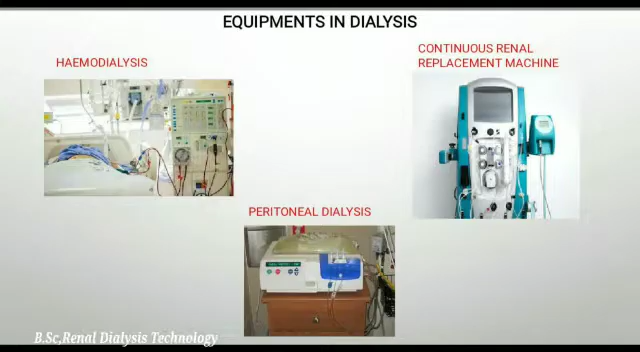 EQUIPMENTS IN DIALYSIS
HAEMODIALYSIS
CONTINUOUS RENAL
REPLACEMENT MACHINE
PERITONEAL DIALYSIS
B.Sc,Renal Dialysis Technology